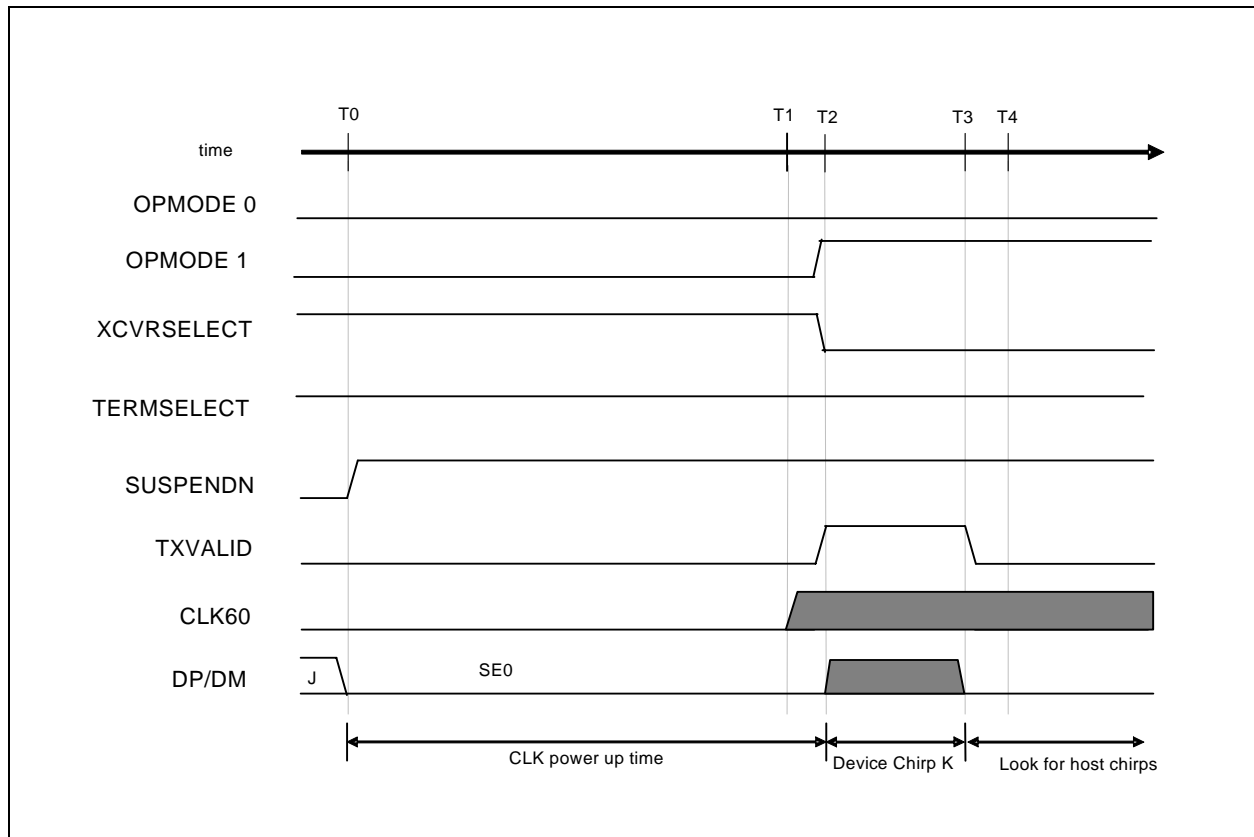 T0 T1 T2 T3 T4
time
OPMODE 0
OPMODE 1
XCVRSELECT
TERMSELECT
SUSPENDN
TXVALID
CLK60
DP/DM J SE0
CLK power up time Device Chirp K Look for host chirps